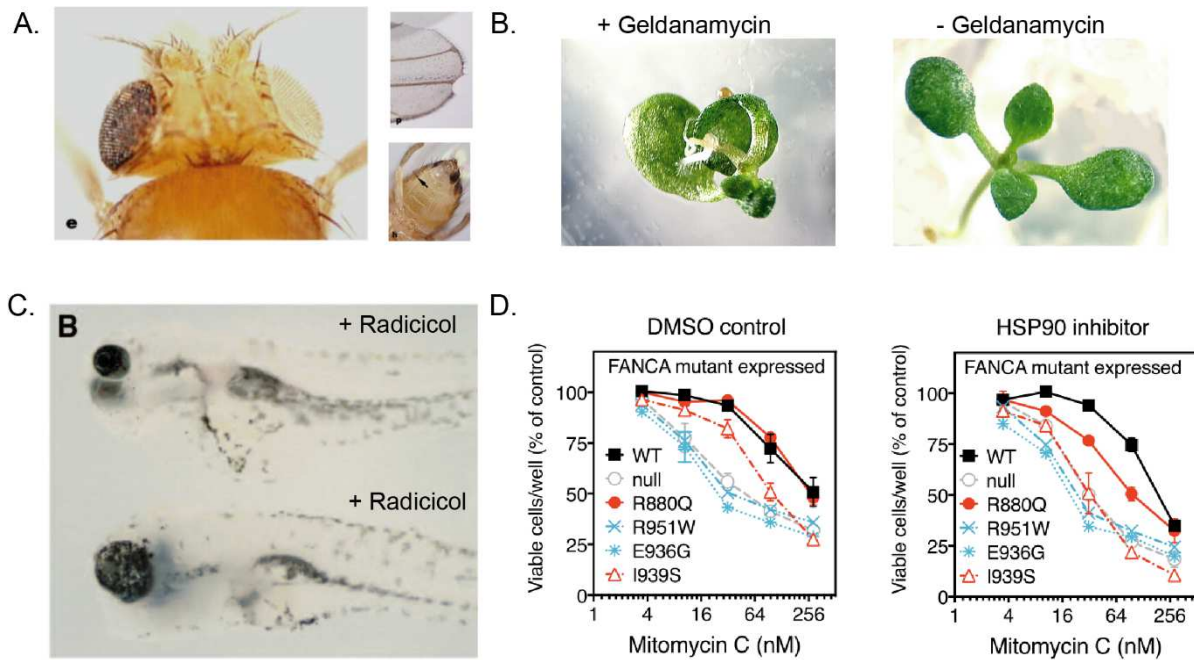 A.
e
p
h
B.
+ Geldanamycin
- Geldanamycin
C.
B
+ Radicicol
+ Radicicol
D.
DMSO control
FANCA mutant expressed
Viable cells/well (% of control)
100
75
50
25
0
WT
null
R880Q
R951W
E936G
I939S
1
4
16
64
256
Mitomycin C (nM)
HSP90 inhibitor
FANCA mutant expressed
Viable cells/well (% of control)
100
75
50
25
0
WT
null
R880Q
R951W
E936G
I939S
1
4
16
64
256
Mitomycin C (nM)